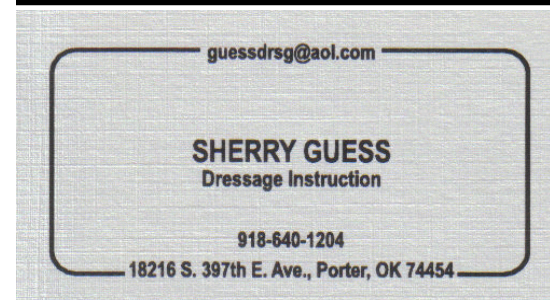 guessdrsg@aol.com
SHERRY GUESS
Dressage Instruction
918-640-1204
18216 S. 397th E. Ave., Porter, OK 74454